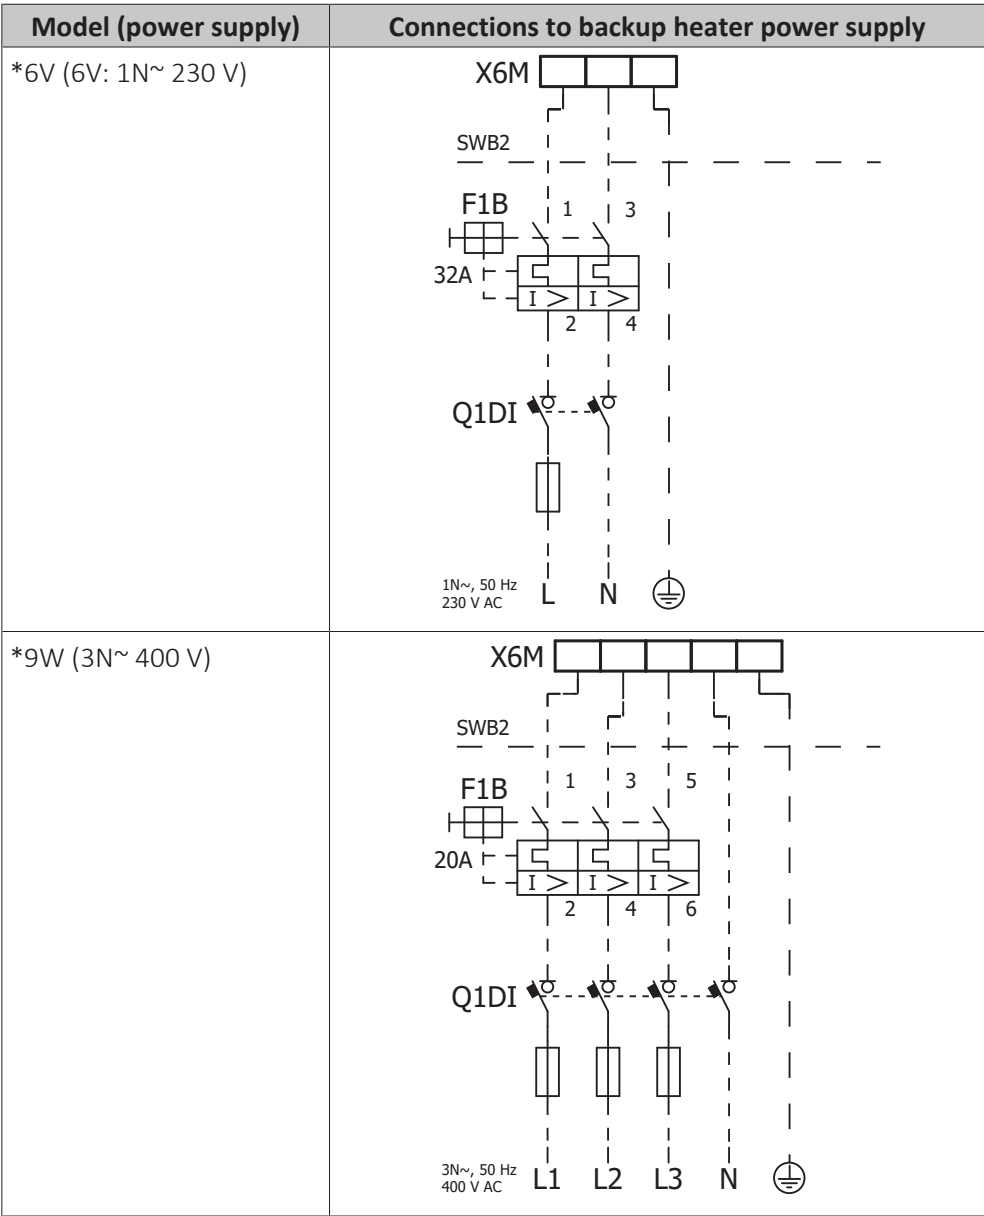 Model (power supply) Connections to backup heater power supply
*6V (6V: 1N~ 230 V)
X6M
SWB2
F1B 1 3
32A
I > I >
2 4
Q1DI
1N~, 50 Hz
230 V AC
L N
*9W (3N~ 400 V)
X6M
SWB2
F1B 1 3 5
20A
I > I > I >
2 4 6
Q1DI
3N~, 50 Hz
400 V AC
L1 L2 L3 N